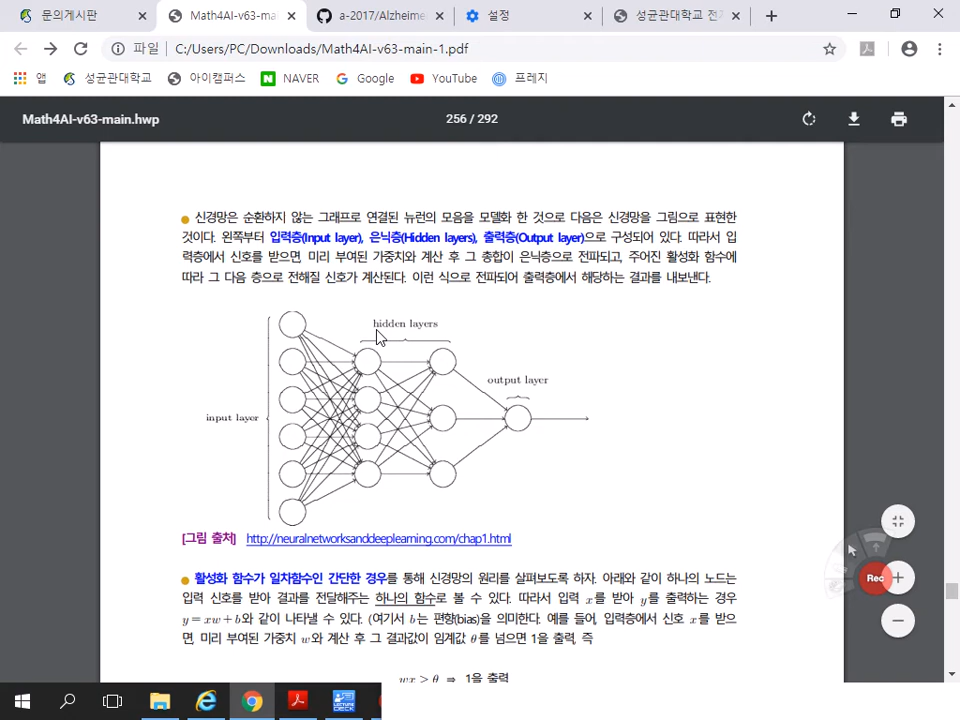 문의게시판
Math4AI-v63-ma
a-2017/Alzheime
설정
성균관대학교 전
파일
C:/Users/PC/Downloads/Math4AI-v63-main-1.pdf
앱
성균관대학교
아이캠퍼스
NAVER
Google
YouTube
프레지
Math4AI-v63-main.hwp
256 / 292
신경망은 순환하지 않는 그래프로 연결된 뉴런의 모음을 모델화 한 것으로 다음은 신경망을 그림으로 표현한
것이다. 왼쪽부터 입력층(Input layer), 은닉층(Hidden layers), 출력층(Output layer)으로 구성되어 있다. 따라서 입
력층에서 신호를 받으면, 미리 부여된 가중치와 계산 후 그 총합이 은닉층으로 전파되고, 주어진 활성화 함수에
따라 그 다음 층으로 전해질 신호가 계산된다. 이런 식으로 전파되어 출력층에서 해당하는 결과를 내보낸다.
hidden layers
output layer
input layer
[그림 출처] http://neuralnetworksanddeeplearning.com/chap1.html
활성화 함수가 일차함수인 간단한 경우를 통해 신경망의 원리를 살펴보도록 하자. 아래와 같이 하나의 노드는
입력 신호를 받아 결과를 전달해주는 하나의 함수로 볼 수 있다. 따라서 입력 x를 받아 y를 출력하는 경우
y = xw + b와 같이 나타낼 수 있다. (여기서 b는 편향(bias)을 의미한다. 예를 들어, 입력층에서 신호 x를 받으
면, 미리 부여된 가중치 w와 계산 후 그 결과값이 임계값 θ를 넘으면 1을 출력, 즉
wx > θ ⇒ 1을 출력
Rec
LECTURE
DECK